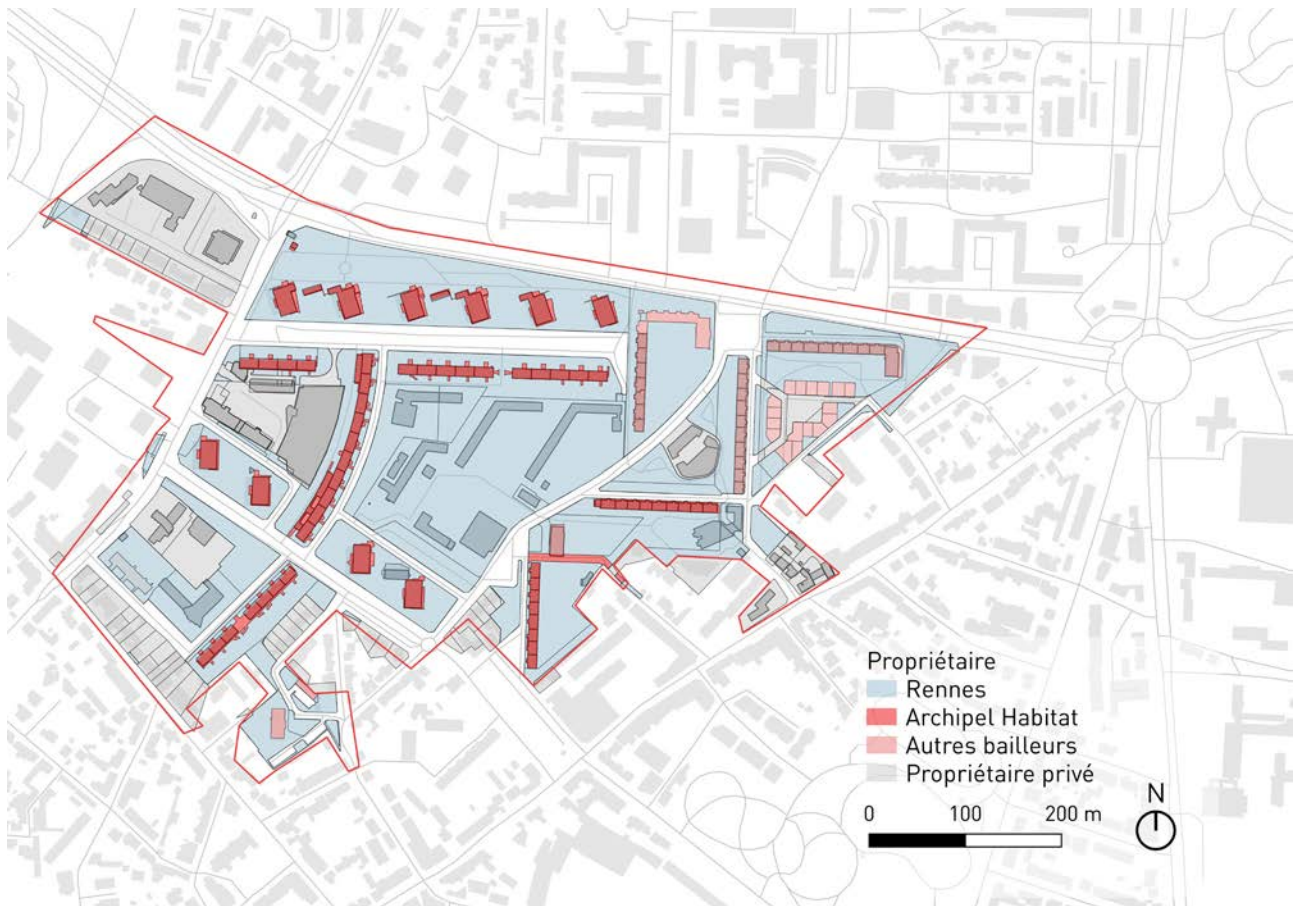 Propriétaire
Rennes
Archipel Habitat
Autres bailleurs
Propriétaire privé
0 100 200 m
N